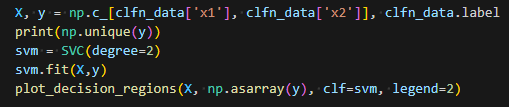 X, y = np.c_[clfn_data['x1'], clfn_data['x2']], clfn_data.label
print(np.unique(y))
svm = SVC(degree=2)
svm.fit(X,y)
plot_decision_regions(X, np.asarray(y), clf=svm, legend=2)